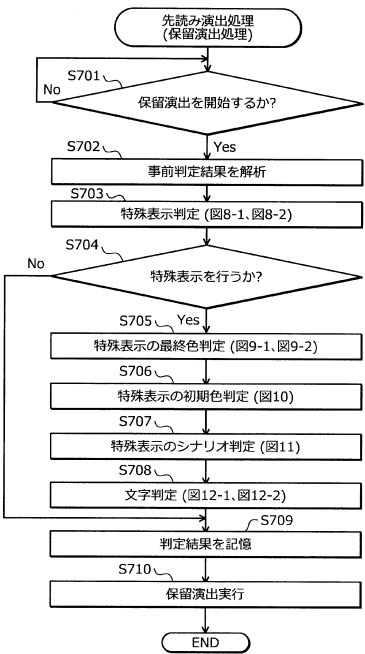 先読み演出処理
(保留演出処理)
S701
No
保留演出を開始するか?
Yes
S702
事前判定結果を解析
S703
特殊表示判定 (図8-1、図8-2)
S704
No
特殊表示を行うか?
Yes
S705
特殊表示の最終色判定 (図9-1、図9-2)
S706
特殊表示の初期色判定 (図10)
S707
特殊表示のシナリオ判定 (図11)
S708
文字判定 (図12-1、図12-2)
S709
判定結果を記憶
S710
保留演出実行
END